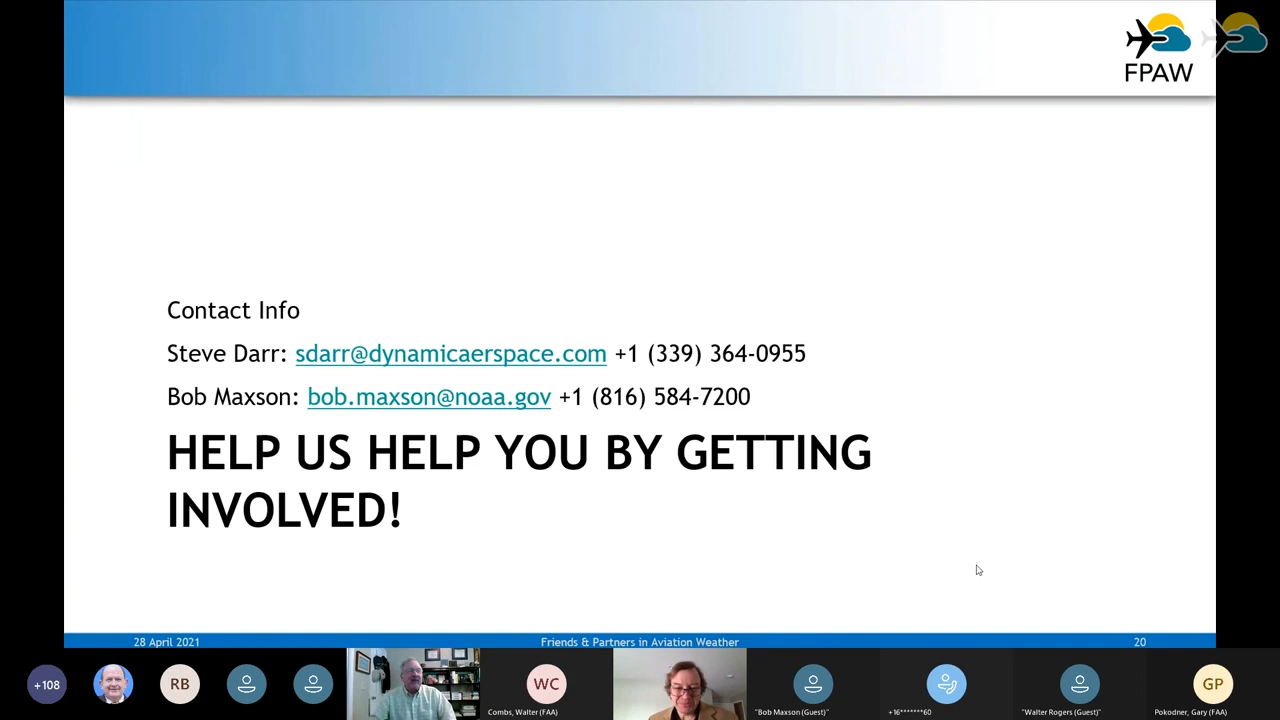 FPAW
Contact Info
Steve Darr: sdarr@dynamicaerspace.com +1 (339) 364-0955
Bob Maxson: bob.maxson@noaa.gov +1 (816) 584-7200
HELP US HELP YOU BY GETTING
INVOLVED!
28 April 2021
Friends & Partners in Aviation Weather
20
+108
RB
WC
Combs, Walter (FAA)
"Bob Maxson (Guest)"
+16*******60
"Walter Rogers (Guest)"
GP
Pokodner, Gary (FAA)